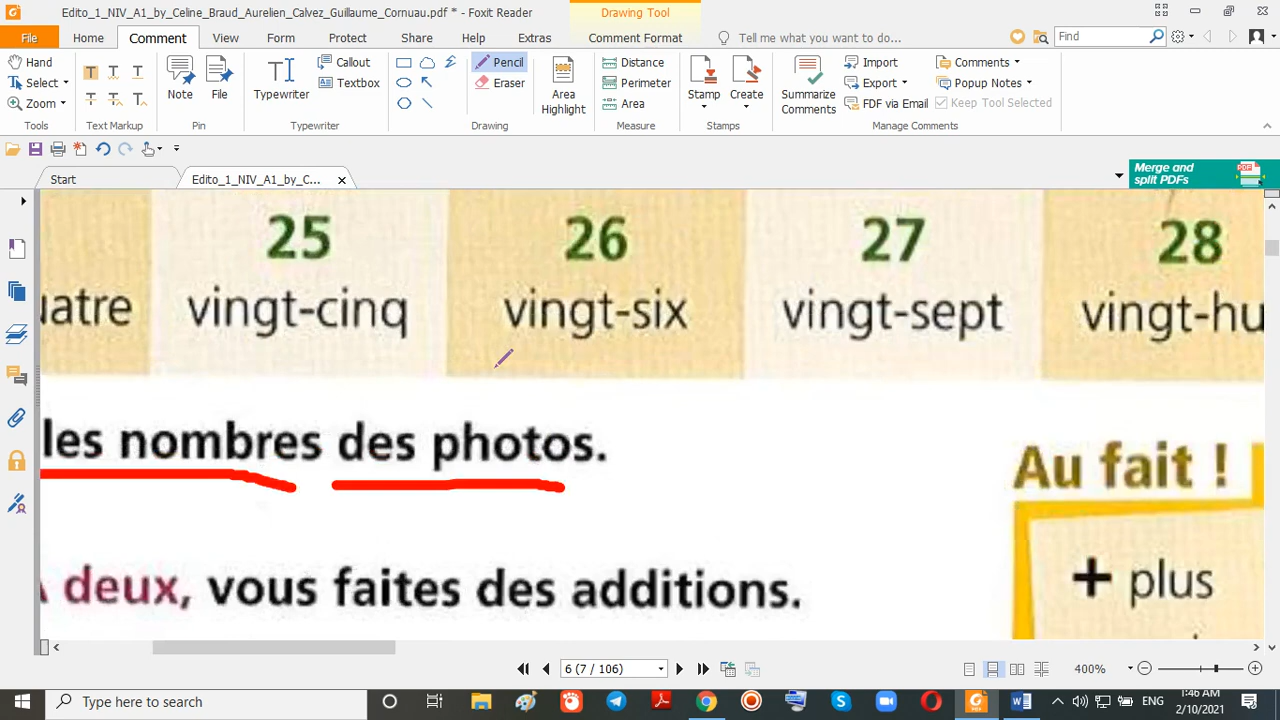 Edito_1_NIV_A1_by_Celine_Braud_Aurelien_Calvez_Guillaume_Cornuau.pdf * - Foxit Reader
Drawing Tool
File Home Comment View Form Protect Share Help Extras Comment Format Tell me what you want to do... Find
Hand
Select
Zoom
Tools
Text Markup
Note
File
Pin
Typewriter
Callout
Textbox
Typewriter
Pencil
Eraser
Area
Highlight
Drawing
Distance
Perimeter
Area
Measure
Stamp
Create
Stamps
Summarize
Comments
Import
Export
FDF via Email
Comments
Popup Notes
Keep Tool Selected
Manage Comments
Start
Edito_1_NIV_A1_by_C...
Merge and
split PDFs
25 26 27 28
uatre vingt-cinq vingt-six vingt-sept vingt-hu
les nombres des photos.
Au fait !
À deux, vous faites des additions.
+ plus
6 (7 / 106)
400%
Type here to search
ENG
1:46 AM
2/10/2021